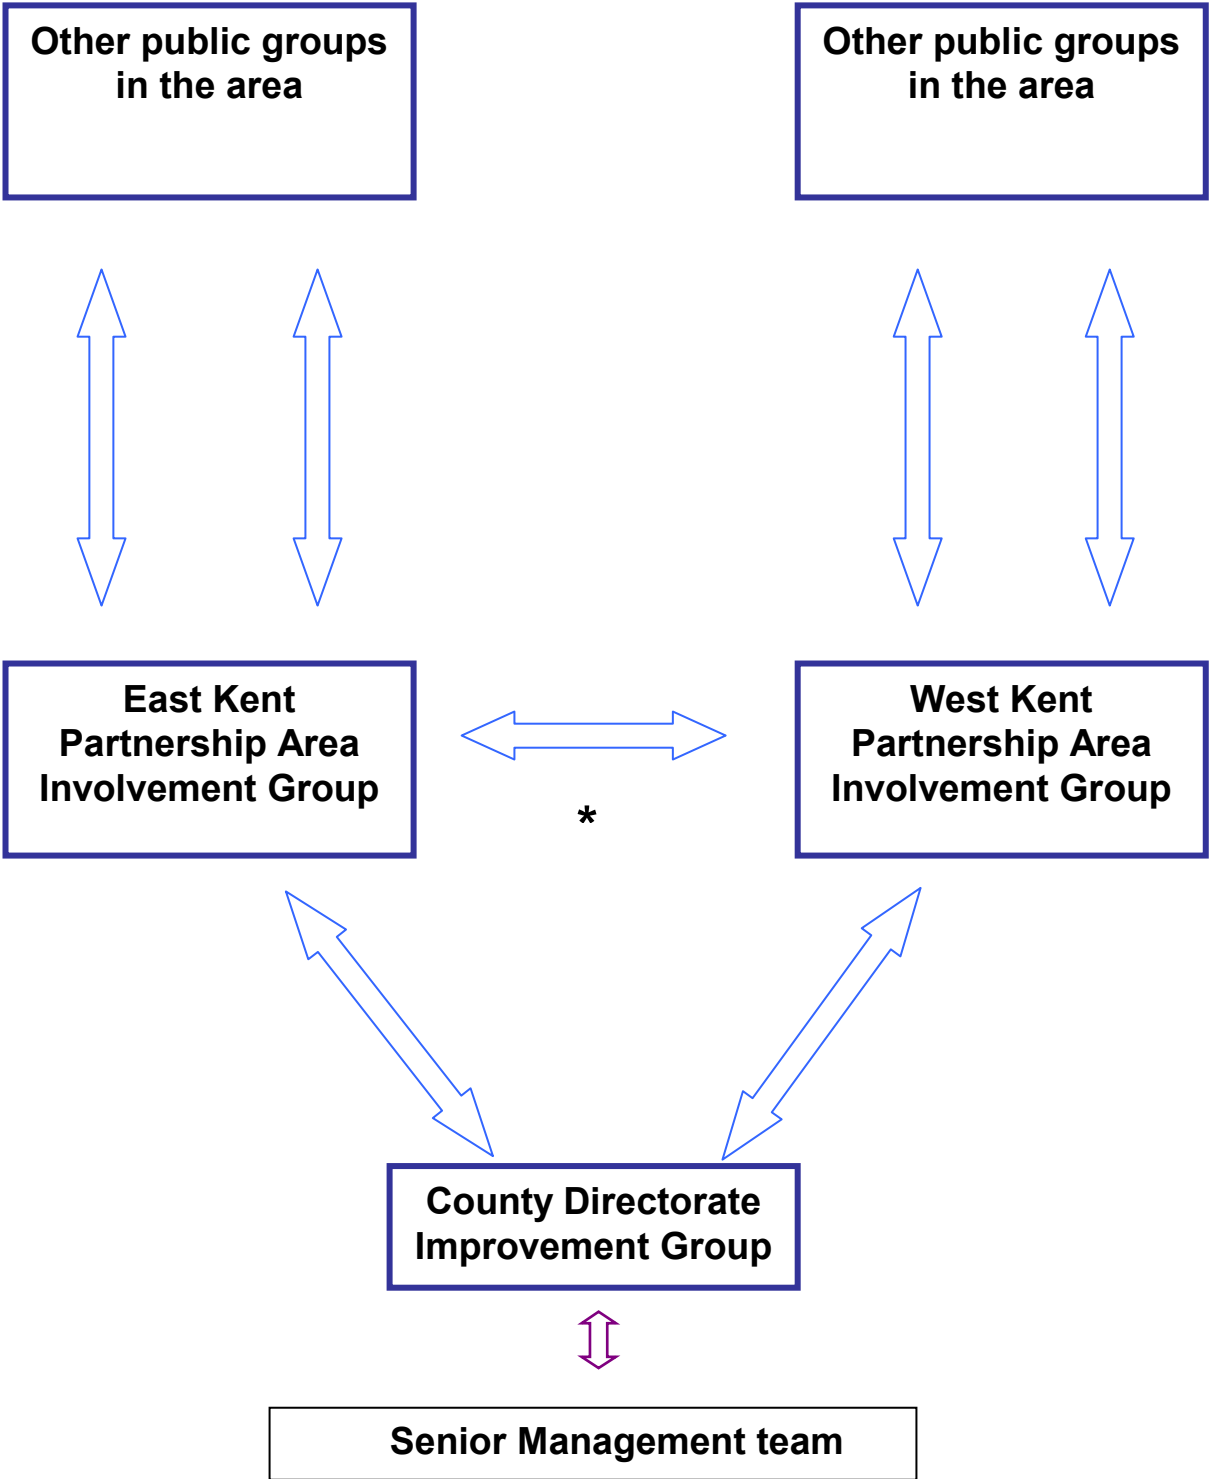 Other public groups
in the area
Other public groups
in the area
East Kent
Partnership Area
Involvement Group
West Kent
Partnership Area
Involvement Group
*
County Directorate
Improvement Group
Senior Management team